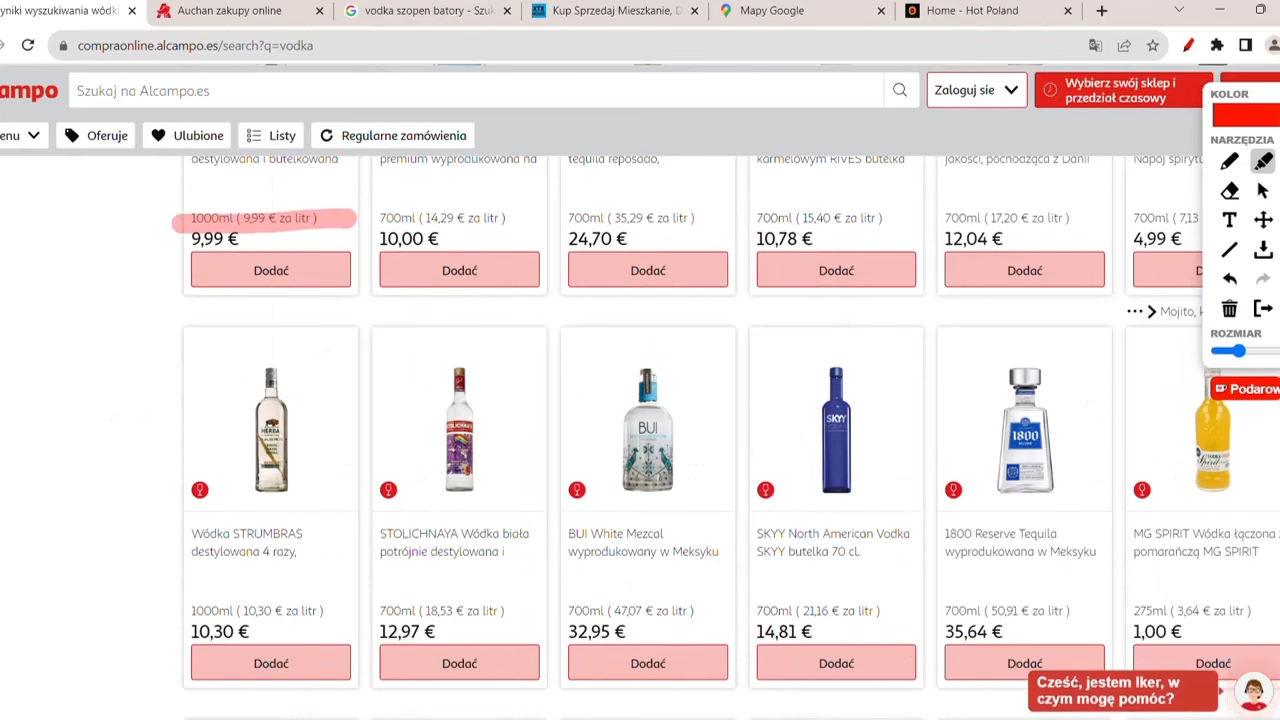 yniki wyszukiwania wódki
Auchan zakupy online
vodka szopen batory - Szuk
Kup Sprzedaj Mieszkanie, D
Mapy Google
Home - Hot Poland
compraonline.alcampo.es/search?q=vodka
campo
Szukaj na Alcampo.es
Zaloguj sie
Wybierz swój sklep i
przedział czasowy
enu
Oferuje
Ulubione
Listy
Regularne zamówienia
KOLOR
NARZĘDZIA
T
ROZMIAR
Podarow
destylowana i butelkowana
premium wyprodukowana na
tequila reposado,
karmelowym RIVES butelka
jakości, pochodząca z Danii
Napój spirytu
1000ml ( 9,99 € za litr )
700ml ( 14,29 € za litr )
700ml ( 35,29 € za litr )
700ml ( 15,40 € za litr )
700ml ( 17,20 € za litr )
700ml ( 7,13
9,99 €
10,00 €
24,70 €
10,78 €
12,04 €
4,99 €
Dodać
Dodać
Dodać
Dodać
Dodać
D
Mojito, k
HERBA
STOLICHNAYA
BUI
SKYY
1800
Spirit
Wódka STRUMBRAS
destylowana 4 razy,
STOLICHNAYA Wódka biała
potrójnie destylowana i
BUI White Mezcal
wyprodukowany w Meksyku
SKYY North American Vodka
SKYY butelka 70 cl.
1800 Reserve Tequila
wyprodukowana w Meksyku
MG SPIRIT Wódka łączona z
pomarańczą MG SPIRIT
1000ml ( 10,30 € za litr )
700ml ( 18,53 € za litr )
700ml ( 47,07 € za litr )
700ml ( 21,16 € za litr )
700ml ( 50,91 € za litr )
275ml ( 3,64 € za litr )
10,30 €
12,97 €
32,95 €
14,81 €
35,64 €
1,00 €
Dodać
Dodać
Dodać
Dodać
Dodać
Dodać
Cześć, jestem Iker, w
czym mogę pomóc?